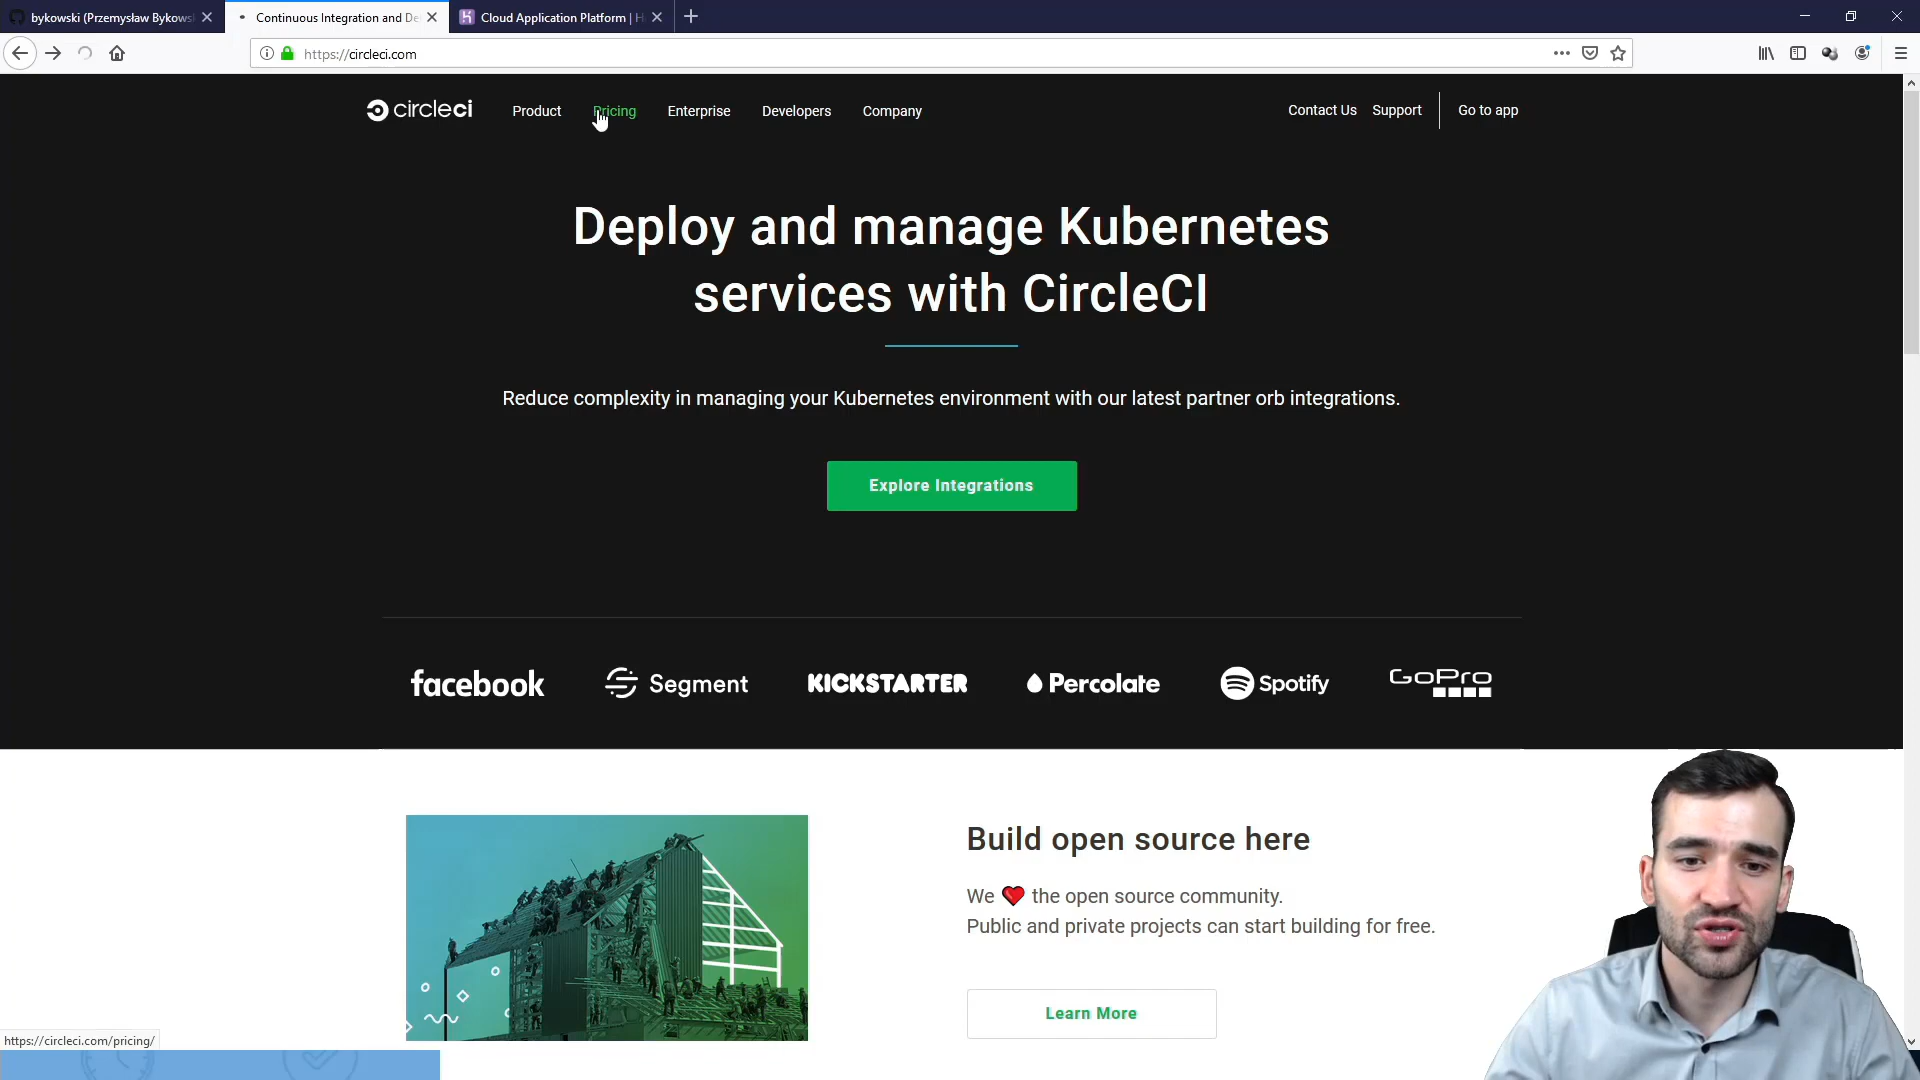 bykowski (Przemysław Bykows
Continuous Integration and De
Cloud Application Platform | H
https://circleci.com
circleci
Product
Pricing
Enterprise
Developers
Company
Contact Us
Support
Go to app
Deploy and manage Kubernetes
services with CircleCI
Reduce complexity in managing your Kubernetes environment with our latest partner orb integrations.
Explore Integrations
facebook
Segment
KICKSTARTER
Percolate
Spotify
GoPro
Build open source here
We ❤ the open source community.
Public and private projects can start building for free.
Learn More
https://circleci.com/pricing/